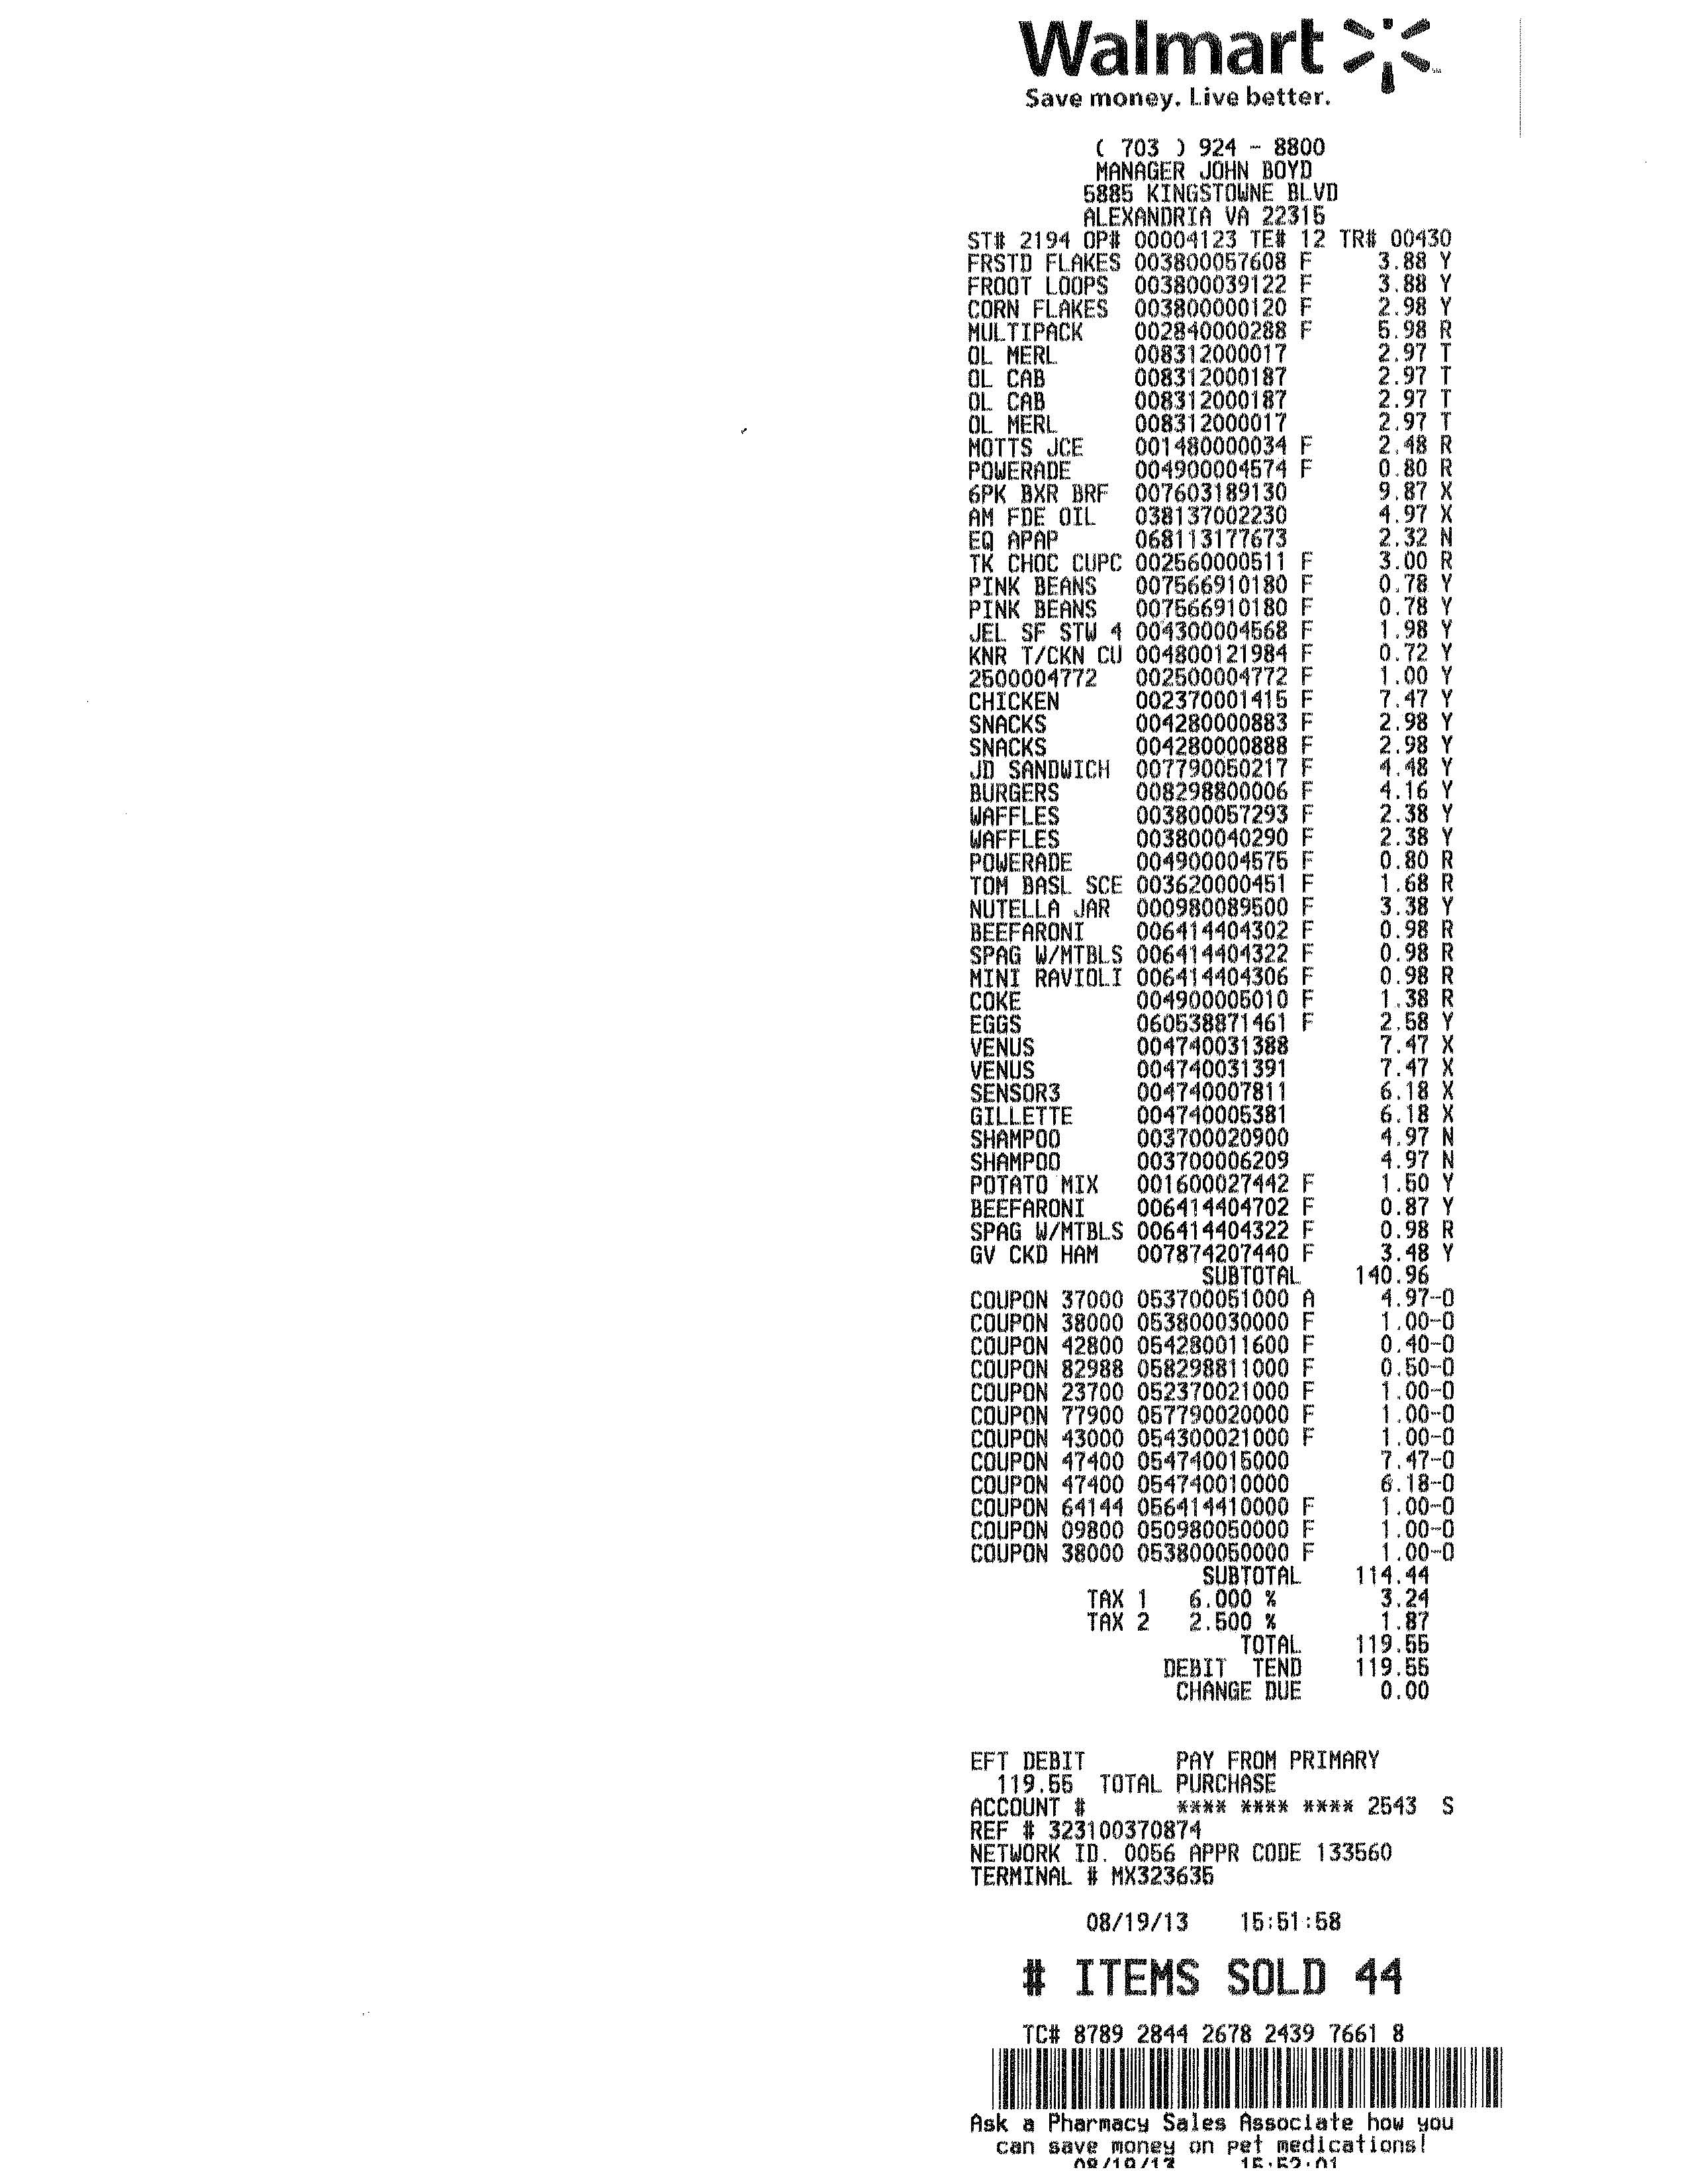 Walmart
Save money. Live better.
( 703 ) 924 - 8800
MANAGER JOHN BOYD
5885 KINGSTOWNE BLVD
ALEXANDRIA VA 22315
ST# 2194 OP# 00004123 TE# 12 TR# 00430
FRSTD FLAKES 003800057608 F 3.88 Y
FROOT LOOPS 003800039122 F 3.88 Y
CORN FLAKES 003800000120 F 2.98 Y
MULTIPACK 002840000288 F 5.98 R
OL MERL 008312000017 2.97 T
OL CAB 008312000187 2.97 T
OL CAB 008312000187 2.97 T
OL MERL 008312000017 2.97 T
MOTTS JCE 001480000034 F 2.48 R
POWERADE 004900004574 F 0.80 R
6PK BXR BRF 007603189130 9.87 X
AM FDE OIL 038137002230 4.97 X
EQ APAP 068113177673 2.32 N
TK CHOC CUPC 002560000511 F 3.00 R
PINK BEANS 007566910180 F 0.78 Y
PINK BEANS 007566910180 F 0.78 Y
JEL SF STW 4 004300004568 F 1.98 Y
KNR T/CKN CU 004800121984 F 0.72 Y
2500004772 002500004772 F 1.00 Y
CHICKEN 002370001415 F 7.47 Y
SNACKS 004280000883 F 2.98 Y
SNACKS 004280000888 F 2.98 Y
JD SANDWICH 007790050217 F 4.48 Y
BURGERS 008298800006 F 4.16 Y
WAFFLES 003800057293 F 2.38 Y
WAFFLES 003800040290 F 2.38 Y
POWERADE 004900004575 F 0.80 R
TOM BASL SCE 003620000451 F 1.68 R
NUTELLA JAR 000980089500 F 3.38 Y
BEEFARONI 006414404302 F 0.98 R
SPAG W/MTBLS 006414404322 F 0.98 R
MINI RAVIOLI 006414404306 F 0.98 R
COKE 004900005010 F 1.38 R
EGGS 060538871461 F 2.58 Y
VENUS 004740031388 7.47 X
VENUS 004740031391 7.47 X
SENSOR3 004740007811 6.18 X
GILLETTE 004740005381 6.18 X
SHAMPOO 003700020900 4.97 N
SHAMPOO 003700006209 4.97 N
POTATO MIX 001600027442 F 1.50 Y
BEEFARONI 006414404702 F 0.87 Y
SPAG W/MTBLS 006414404322 F 0.98 R
GV CKD HAM 007874207440 F 3.48 Y
SUBTOTAL 140.96
COUPON 37000 053700051000 A 4.97-O
COUPON 38000 053800030000 F 1.00-O
COUPON 42800 054280011600 F 0.40-O
COUPON 82988 058298811000 F 0.50-O
COUPON 23700 052370021000 F 1.00-O
COUPON 77900 057790020000 F 1.00-O
COUPON 43000 054300021000 F 1.00-O
COUPON 47400 054740015000 7.47-O
COUPON 47400 054740010000 6.18-O
COUPON 64144 056414410000 F 1.00-O
COUPON 09800 050980050000 F 1.00-O
COUPON 38000 053800050000 F 1.00-O
SUBTOTAL 114.44
TAX 1 6.000 % 3.24
TAX 2 2.500 % 1.87
TOTAL 119.55
DEBIT TEND 119.55
CHANGE DUE 0.00
EFT DEBIT PAY FROM PRIMARY
119.55 TOTAL PURCHASE
ACCOUNT # **** **** **** 2543 S
REF # 323100370874
NETWORK ID. 0056 APPR CODE 133560
TERMINAL # MX323635
08/19/13 15:51:58
# ITEMS SOLD 44
TC# 8789 2844 2678 2439 7661 8
Ask a Pharmacy Sales Associate how you
can save money on pet medications!
08/19/13 15:52:01